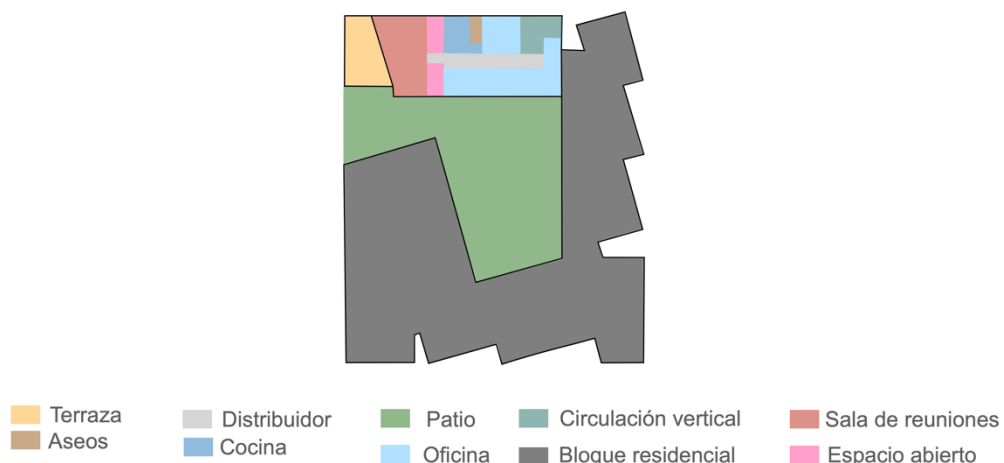 Terraza
Distribuidor
Patio
Circulación vertical
Sala de reuniones
Aseos
Cocina
Oficina
Bloque residencial
Espacio abierto